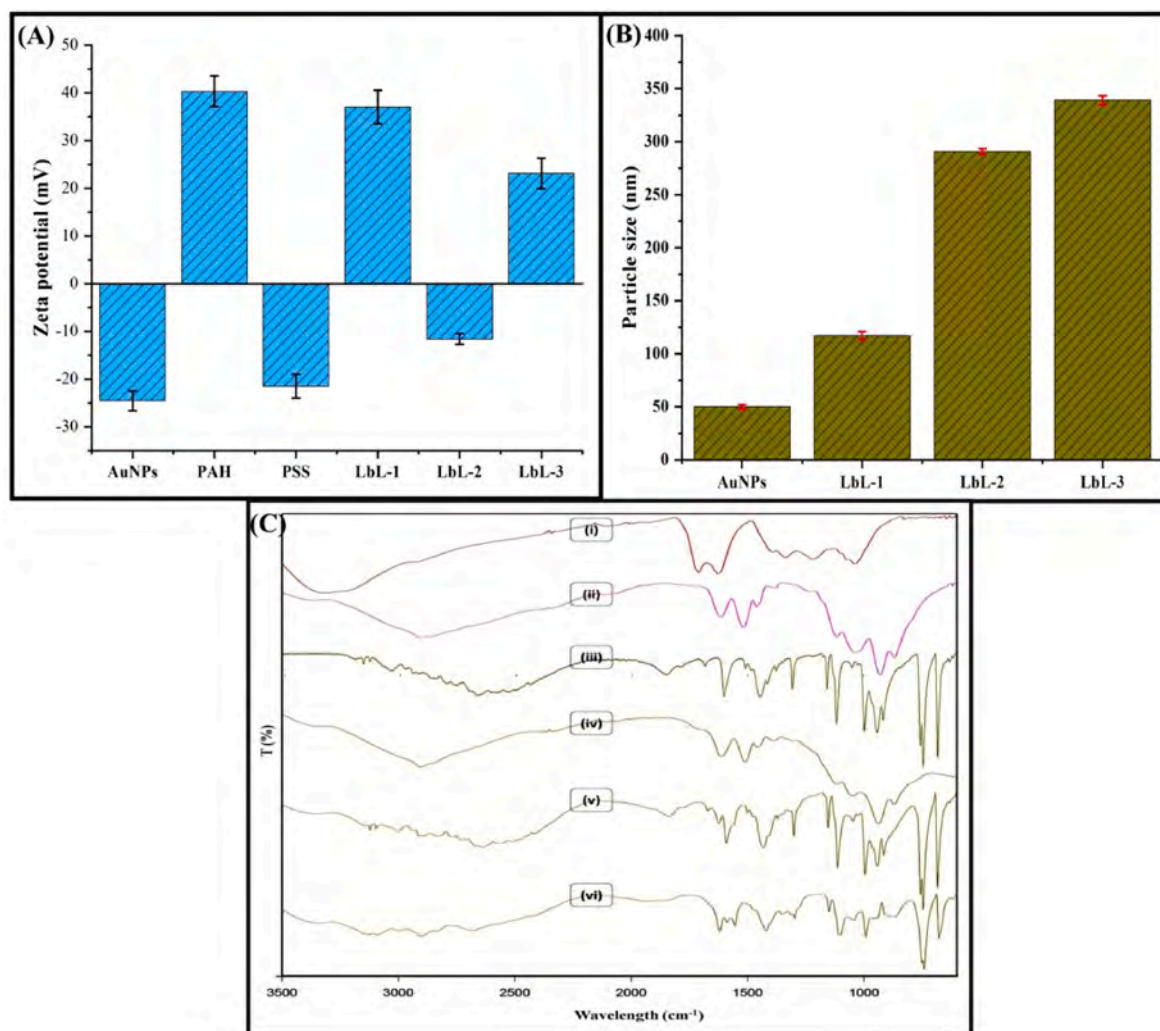 (A)
50
40
30
20
10
0
-10
-20
-30
Zeta potential (mV)
AuNPs PAH PSS LbL-1 LbL-2 LbL-3
(B)
400
350
300
250
200
150
100
50
0
Particle size (nm)
AuNPs LbL-1 LbL-2 LbL-3
(C)
(i)
(ii)
(iii)
(iv)
(v)
(vi)
T (%)
3500 3000 2500 2000 1500 1000
Wavelength (cm⁻¹)